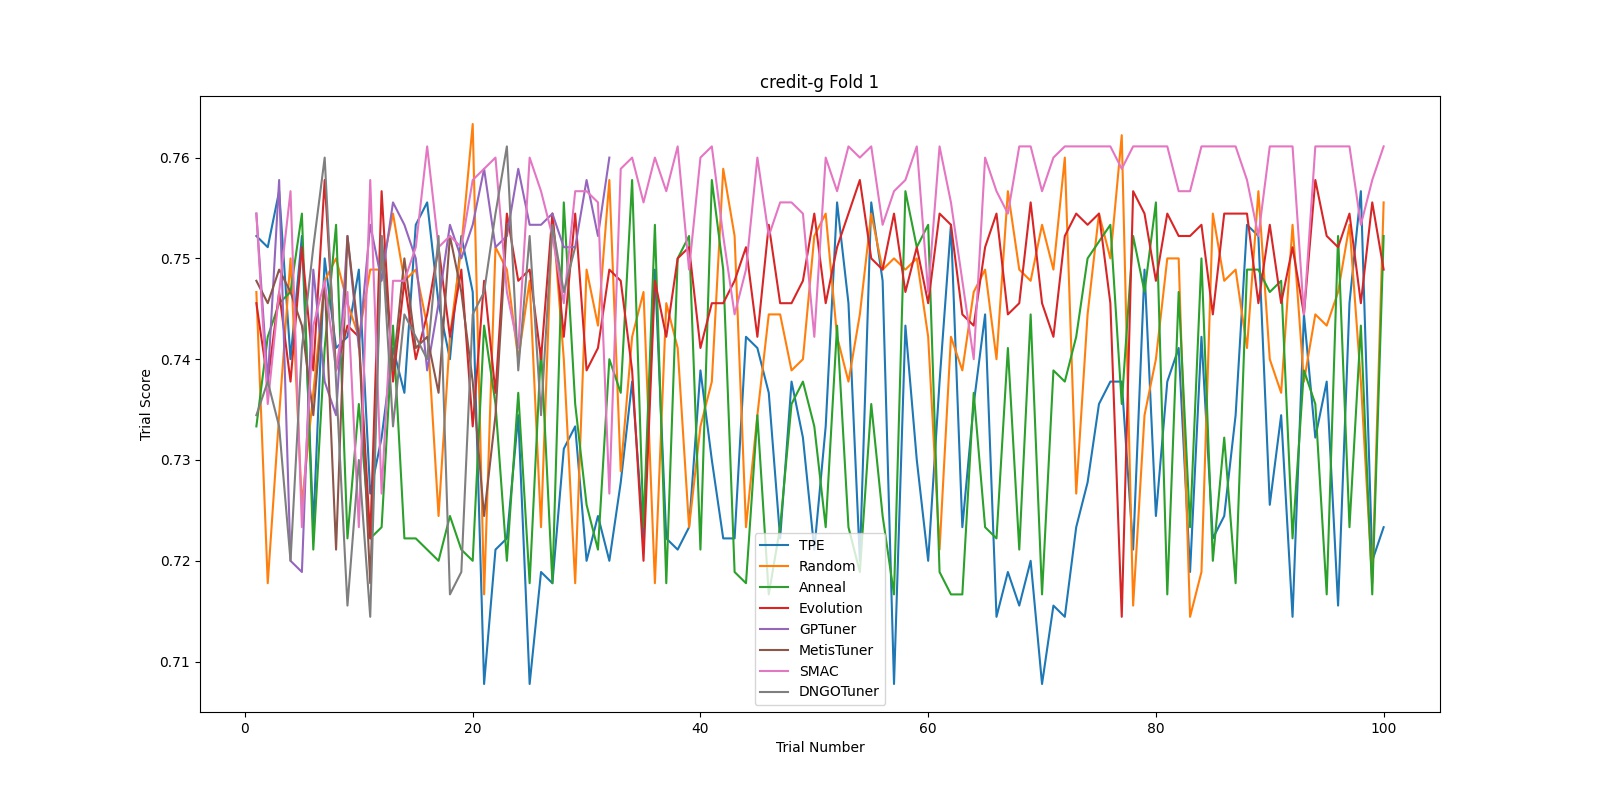 credit-g Fold 1
Trial Score
0.76
0.75
0.74
0.73
0.72
0.71
TPE
Random
Anneal
Evolution
GPTuner
MetisTuner
SMAC
DNGOTuner
0
20
40
60
80
100
Trial Number